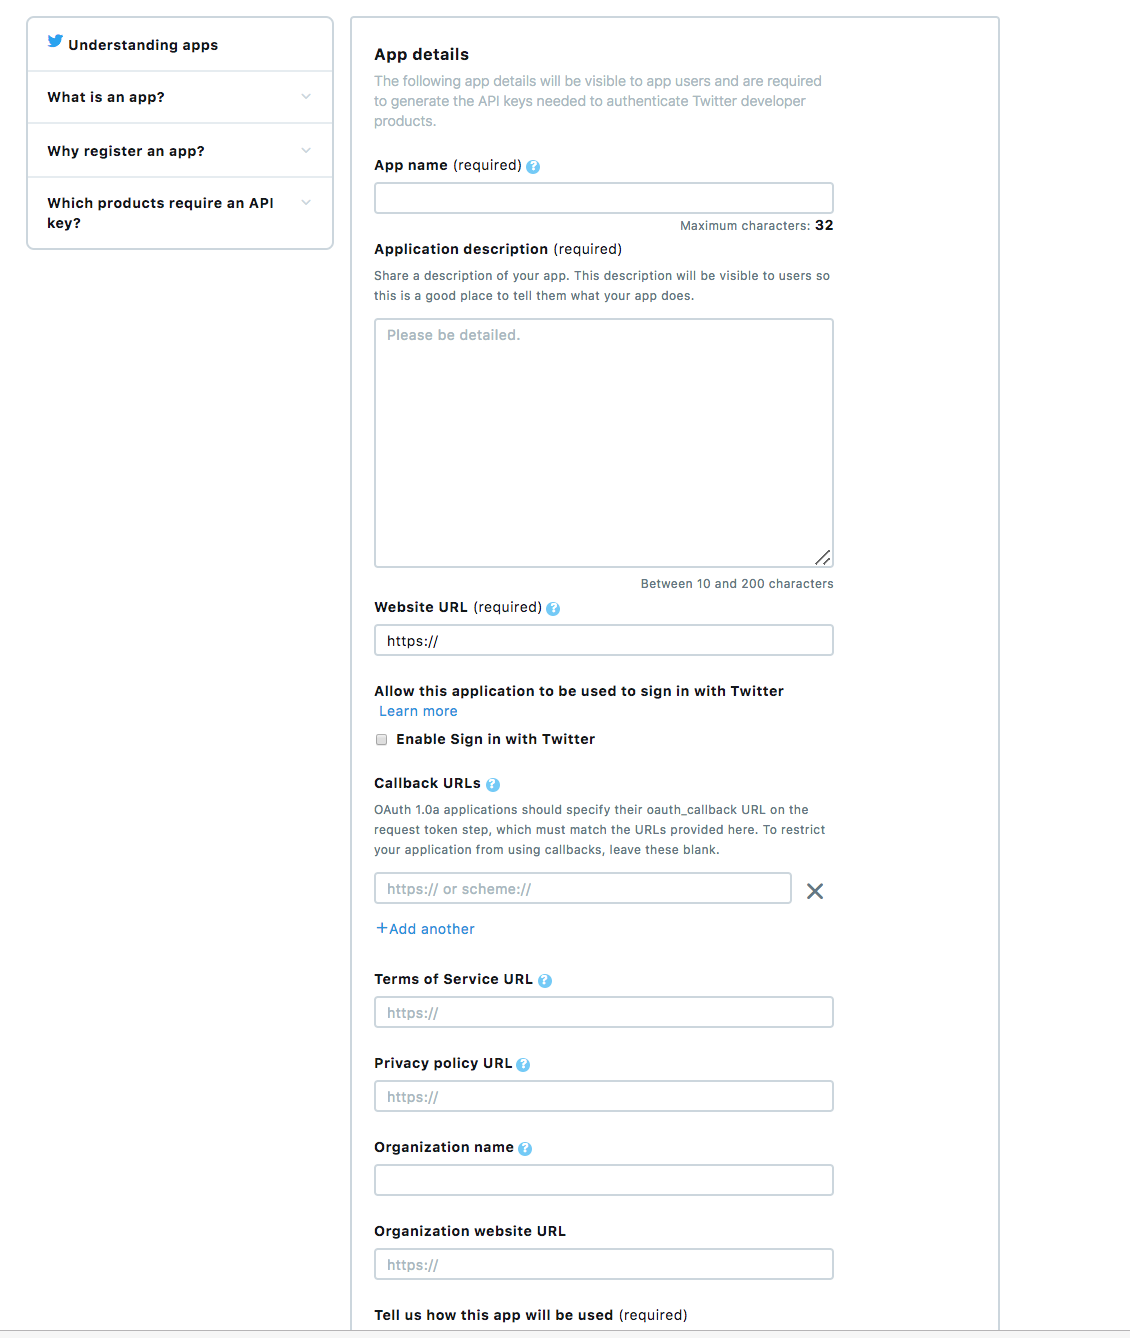 Understanding apps
What is an app?
Why register an app?
Which products require an API
key?
App details
The following app details will be visible to app users and are required
to generate the API keys needed to authenticate Twitter developer
products.
App name (required) ?
Maximum characters: 32
Application description (required)
Share a description of your app. This description will be visible to users so
this is a good place to tell them what your app does.
Please be detailed.
Between 10 and 200 characters
Website URL (required) ?
https://
Allow this application to be used to sign in with Twitter
Learn more
Enable Sign in with Twitter
Callback URLs ?
OAuth 1.0a applications should specify their oauth_callback URL on the
request token step, which must match the URLs provided here. To restrict
your application from using callbacks, leave these blank.
https:// or scheme://
+Add another
Terms of Service URL ?
https://
Privacy policy URL ?
https://
Organization name ?
Organization website URL
https://
Tell us how this app will be used (required)